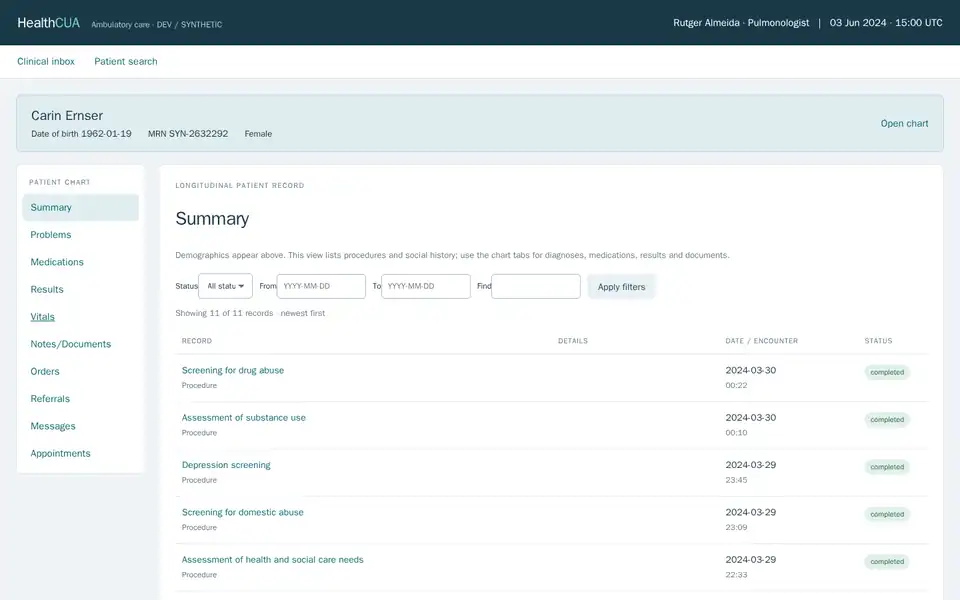 HealthCUA Ambulatory care · DEV / SYNTHETIC
Rutger Almeida · Pulmonologist | 03 Jun 2024 · 15:00 UTC
Clinical inbox Patient search
Carin Ernser
Date of birth 1962-01-19 MRN SYN-2632292 Female
Open chart
PATIENT CHART
Summary
Problems
Medications
Results
Vitals
Notes/Documents
Orders
Referrals
Messages
Appointments
LONGITUDINAL PATIENT RECORD
Summary
Demographics appear above. This view lists procedures and social history; use the chart tabs for diagnoses, medications, results and documents.
Status All statu From YYYY-MM-DD To YYYY-MM-DD Find Apply filters
Showing 11 of 11 records · newest first
RECORD DETAILS DATE / ENCOUNTER STATUS
Screening for drug abuse 2024-03-30 completed
Procedure 00:22
Assessment of substance use 2024-03-30 completed
Procedure 00:10
Depression screening 2024-03-29 completed
Procedure 23:45
Screening for domestic abuse 2024-03-29 completed
Procedure 23:09
Assessment of health and social care needs 2024-03-29 completed
Procedure 22:33